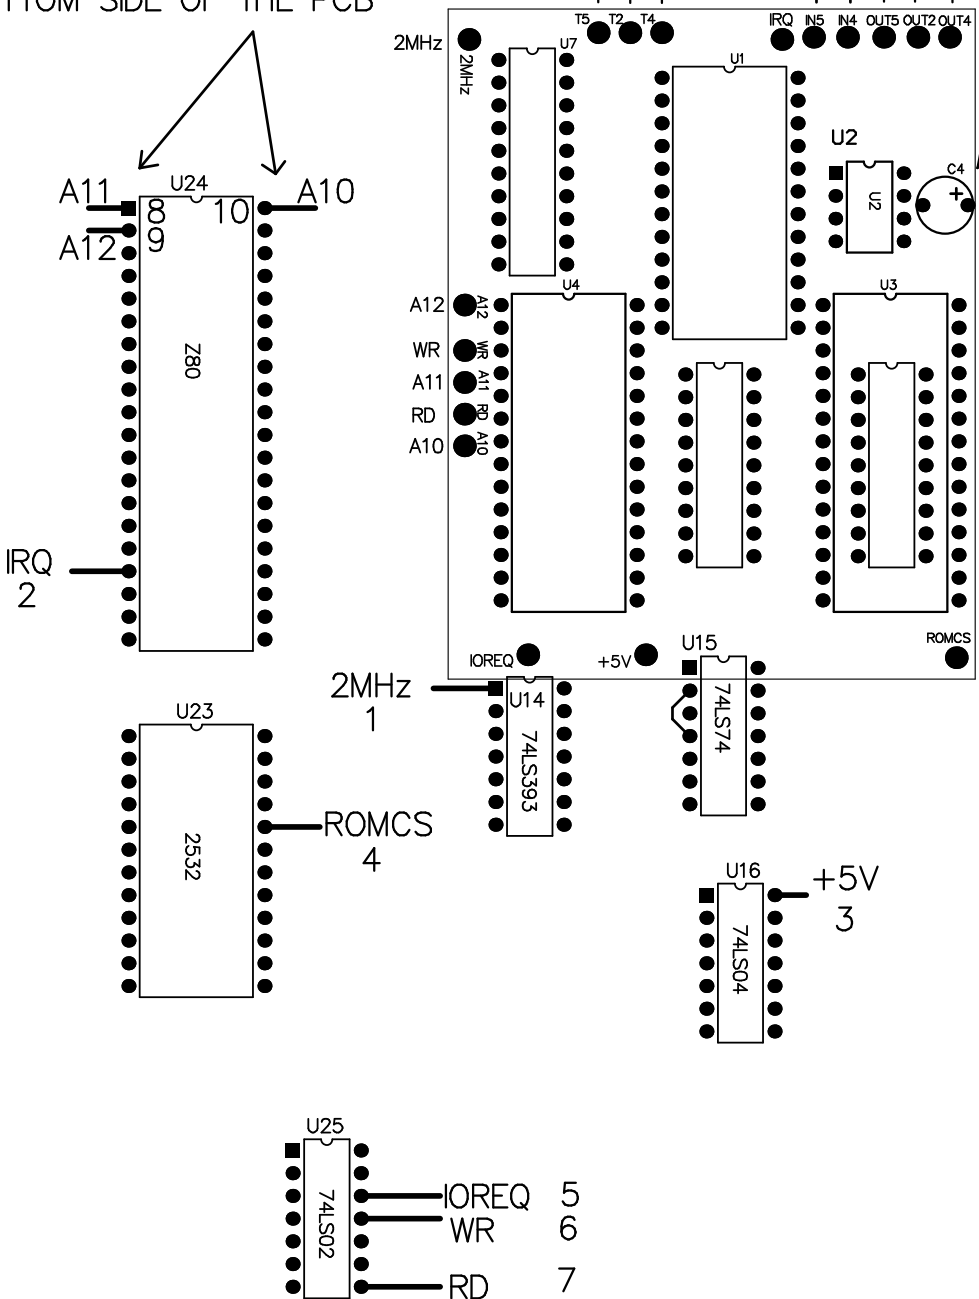 TTOM SIDE OF THE PCB
T5 T2 T4 IRQ IN5 IN4 OUT5 OUT2 OUT4
2MHz 2MHz U7 U1
U2
C4
+
U2
U24
A11 8 10 A10
A12 9
Z80
U4 U3
A12 A12
WR WR
A11 A11
RD RD
A10 A10
IRQ
2
IOREQ +5V ROMCS
U15
74LS74
2MHz
1
U14
74LS393
U23
2532
ROMCS
4
U16
74LS04
+5V
3
U25
74LS02
IOREQ 5
WR 6
RD 7